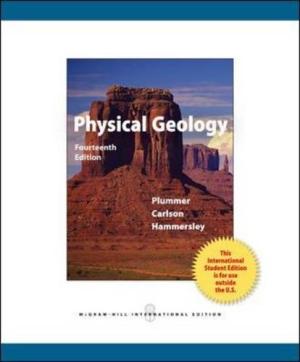 Physical Geology
Fourteenth
Edition
Plummer
Carlson
Hammersley
This
International
Student Edition
is for use
outside
the U.S.
McGRAW-HILL INTERNATIONAL EDITION